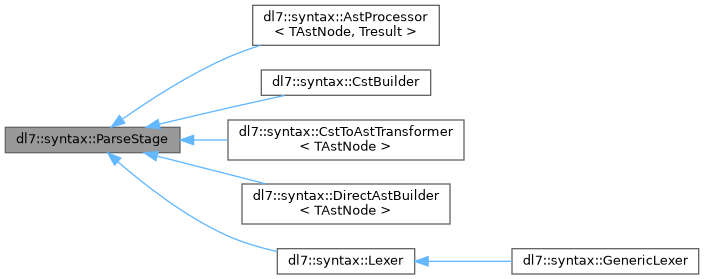 dl7::syntax::AstProcessor
< TAstNode, Tresult >
dl7::syntax::CstBuilder
dl7::syntax::ParseStage
dl7::syntax::CstToAstTransformer
< TAstNode >
dl7::syntax::DirectAstBuilder
< TAstNode >
dl7::syntax::Lexer
dl7::syntax::GenericLexer